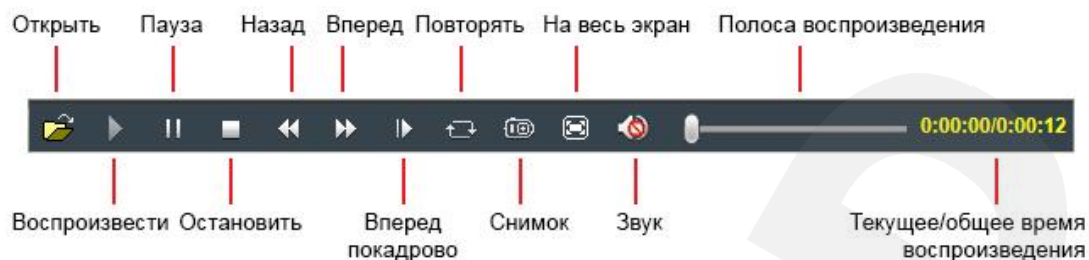 Открыть Пауза Назад Вперед Повторять На весь экран Полоса воспроизведения
0:00:00/0:00:12
Воспроизвести Остановить Вперед покадрово Снимок Звук Текущее/общее время воспроизведения